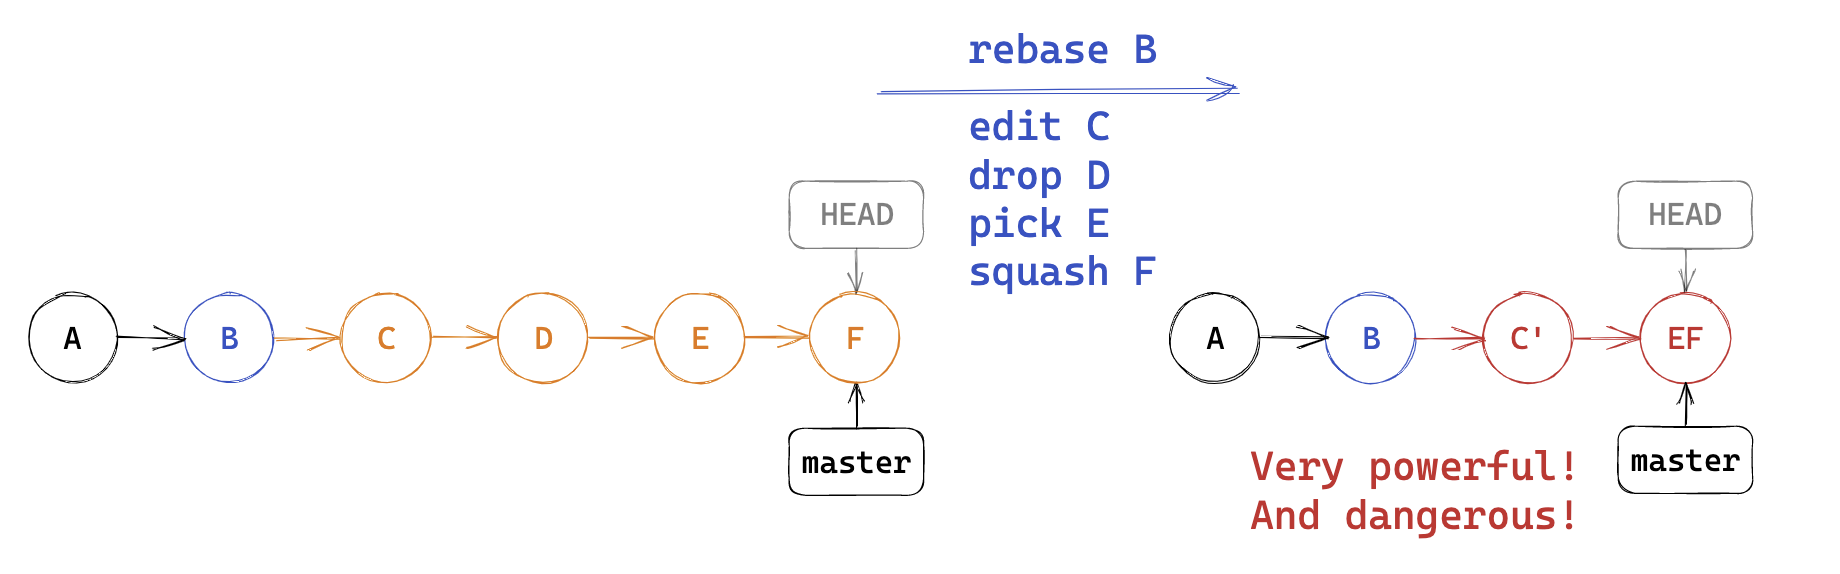 rebase B
edit C
drop D
pick E
squash F
HEAD
A
B
C
D
E
F
master
HEAD
A
B
C'
EF
master
Very powerful!
And dangerous!